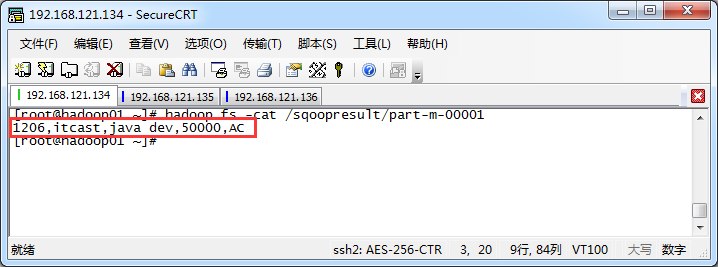 192.168.121.134 - SecureCRT
文件(F) 编辑(E) 查看(V) 选项(O) 传输(T) 脚本(S) 工具(L) 帮助(H)
192.168.121.134 192.168.121.135 192.168.121.136
[root@hadoop01 ~]# hadoop fs -cat /sqoopresult/part-m-00001
1206,itcast,java dev,50000,AC
[root@hadoop01 ~]#
就绪 ssh2: AES-256-CTR 3, 20 9行, 84列 VT100 大写 数字